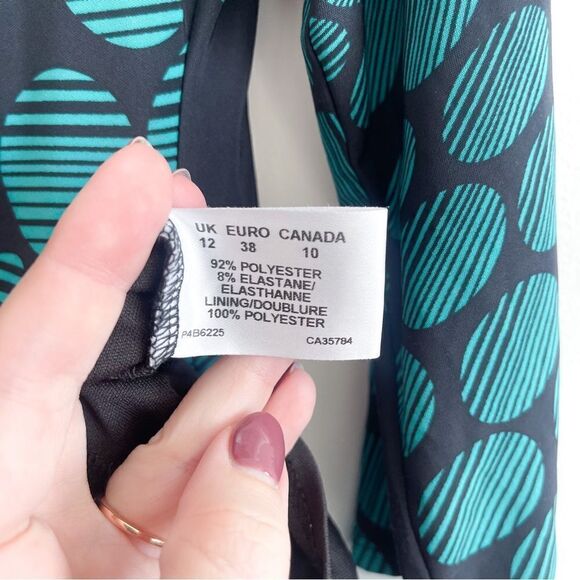 UK EURO CANADA
12 38 10
92% POLYESTER
8% ELASTANE/
ELASTHANNE
LINING/DOUBLURE
100% POLYESTER
P4B6225 CA35784